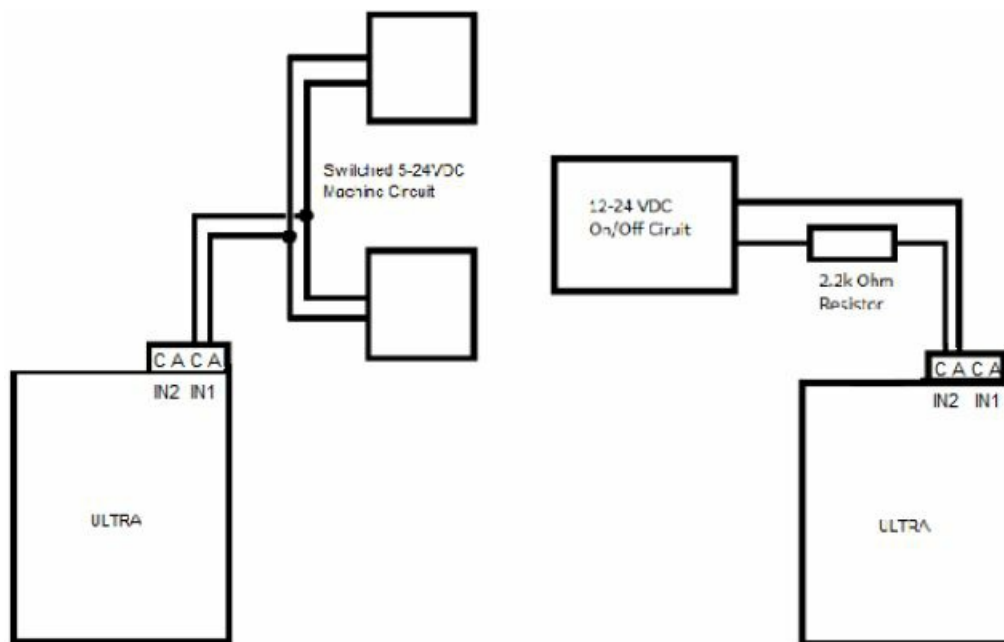 Switched 5-24VDC
Machine Circuit
C A C A
IN2 IN1
ULTRA
12-24 VDC
On/Off Ciruit
2.2k Ohm
Resistor
C A C A
IN2 IN1
ULTRA